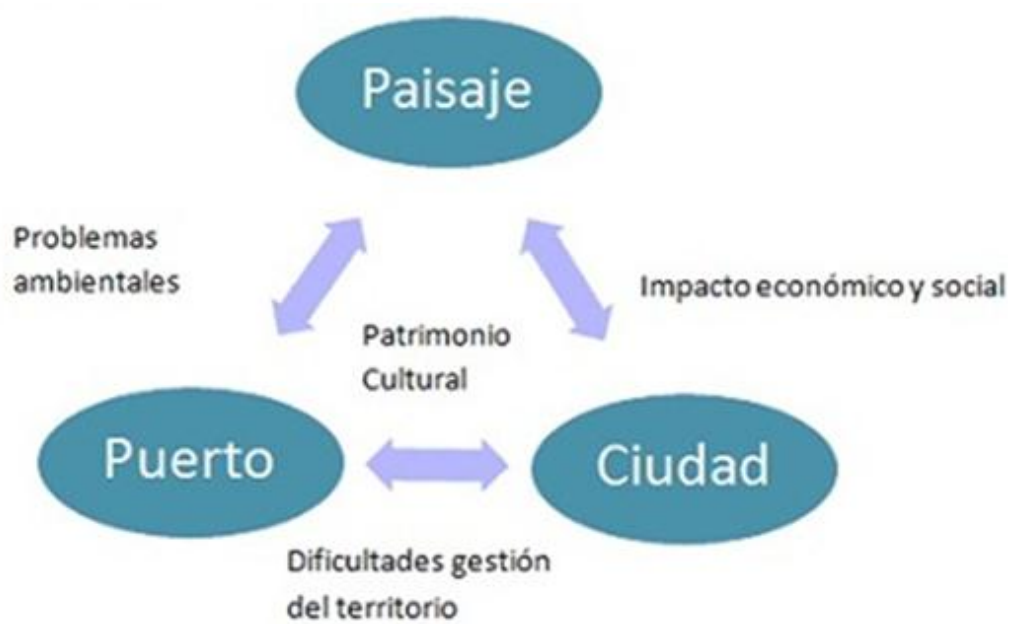 Paisaje
Problemas
ambientales
Impacto económico y social
Patrimonio
Cultural
Puerto
Ciudad
Dificultades gestión
del territorio